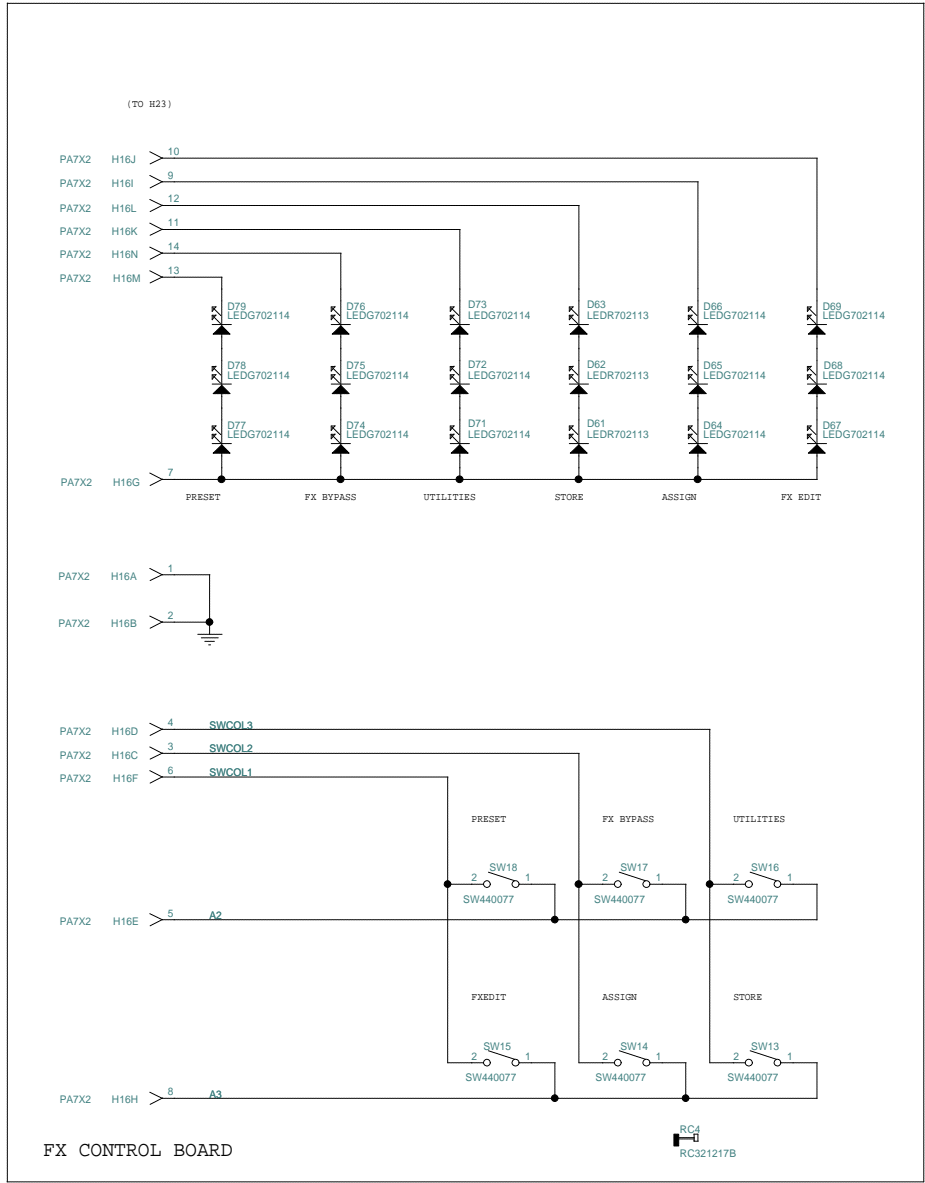 (TO H23)
PA7X2 H16J 10
PA7X2 H16I 9
PA7X2 H16L 12
PA7X2 H16K 11
PA7X2 H16N 14
PA7X2 H16M 13
D79 D76 D73 D63 D66 D69
LEDG702114 LEDG702114 LEDG702114 LEDR702113 LEDG702114 LEDG702114
D78 D75 D72 D62 D65 D68
LEDG702114 LEDG702114 LEDG702114 LEDR702113 LEDG702114 LEDG702114
D77 D74 D71 D61 D64 D67
LEDG702114 LEDG702114 LEDG702114 LEDR702113 LEDG702114 LEDG702114
PA7X2 H16G 7
PRESET FX BYPASS UTILITIES STORE ASSIGN FX EDIT
PA7X2 H16A 1
PA7X2 H16B 2
PA7X2 H16D 4 SWCOL3
PA7X2 H16C 3 SWCOL2
PA7X2 H16F 6 SWCOL1
PRESET FX BYPASS UTILITIES
SW18 SW17 SW16
2 1 2 1 2 1
SW440077 SW440077 SW440077
PA7X2 H16E 5 A2
FXEDIT ASSIGN STORE
SW15 SW14 SW13
2 1 2 1 2 1
SW440077 SW440077 SW440077
PA7X2 H16H 8 A3
RC4
RC321217B
FX CONTROL BOARD